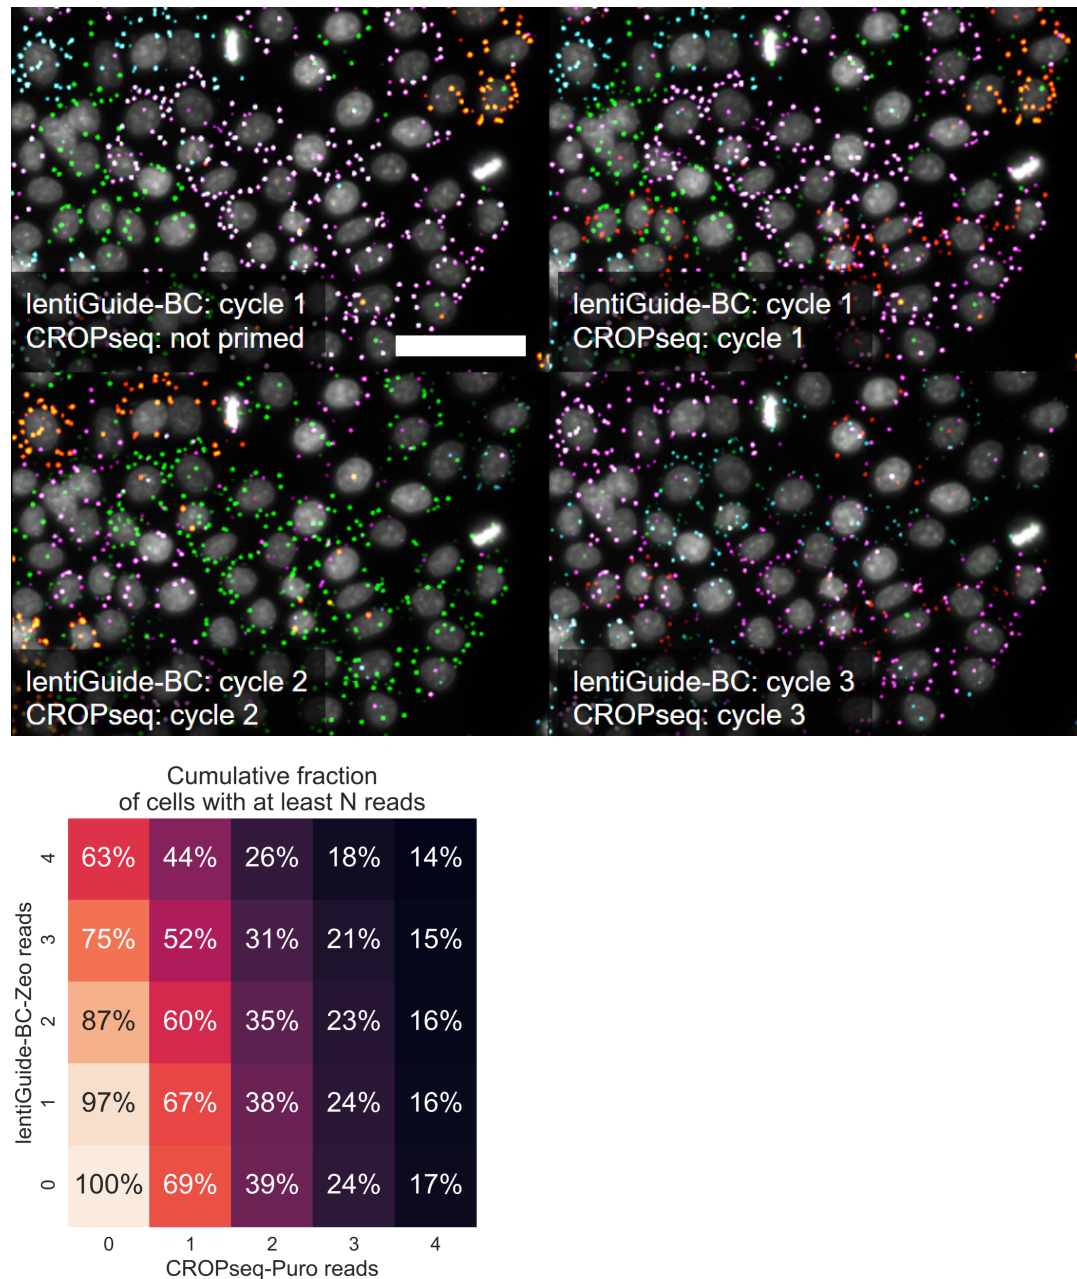 lentiGuide-BC: cycle 1
CROPseq: not primed
lentiGuide-BC: cycle 1
CROPseq: cycle 1
lentiGuide-BC: cycle 2
CROPseq: cycle 2
lentiGuide-BC: cycle 3
CROPseq: cycle 3
Cumulative fraction
of cells with at least N reads
lentiGuide-BC-Zeo reads
4 63% 44% 26% 18% 14%
3 75% 52% 31% 21% 15%
2 87% 60% 35% 23% 16%
1 97% 67% 38% 24% 16%
0 100% 69% 39% 24% 17%
0 1 2 3 4
CROPseq-Puro reads